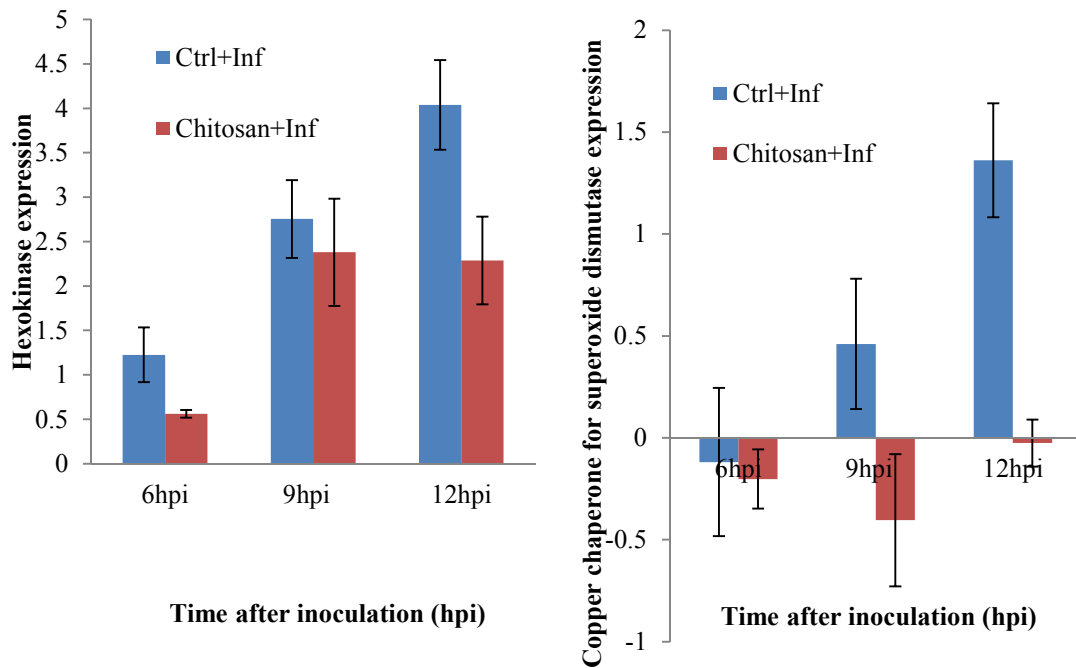 Hexokinase expression
5
4.5
4
3.5
3
2.5
2
1.5
1
0.5
0
Ctrl+Inf
Chitosan+Inf
6hpi
9hpi
12hpi
Time after inoculation (hpi)
Copper chaperone for superoxide dismutase expression
2
1.5
1
0.5
0
-0.5
-1
Ctrl+Inf
Chitosan+Inf
6hpi
9hpi
12hpi
Time after inoculation (hpi)